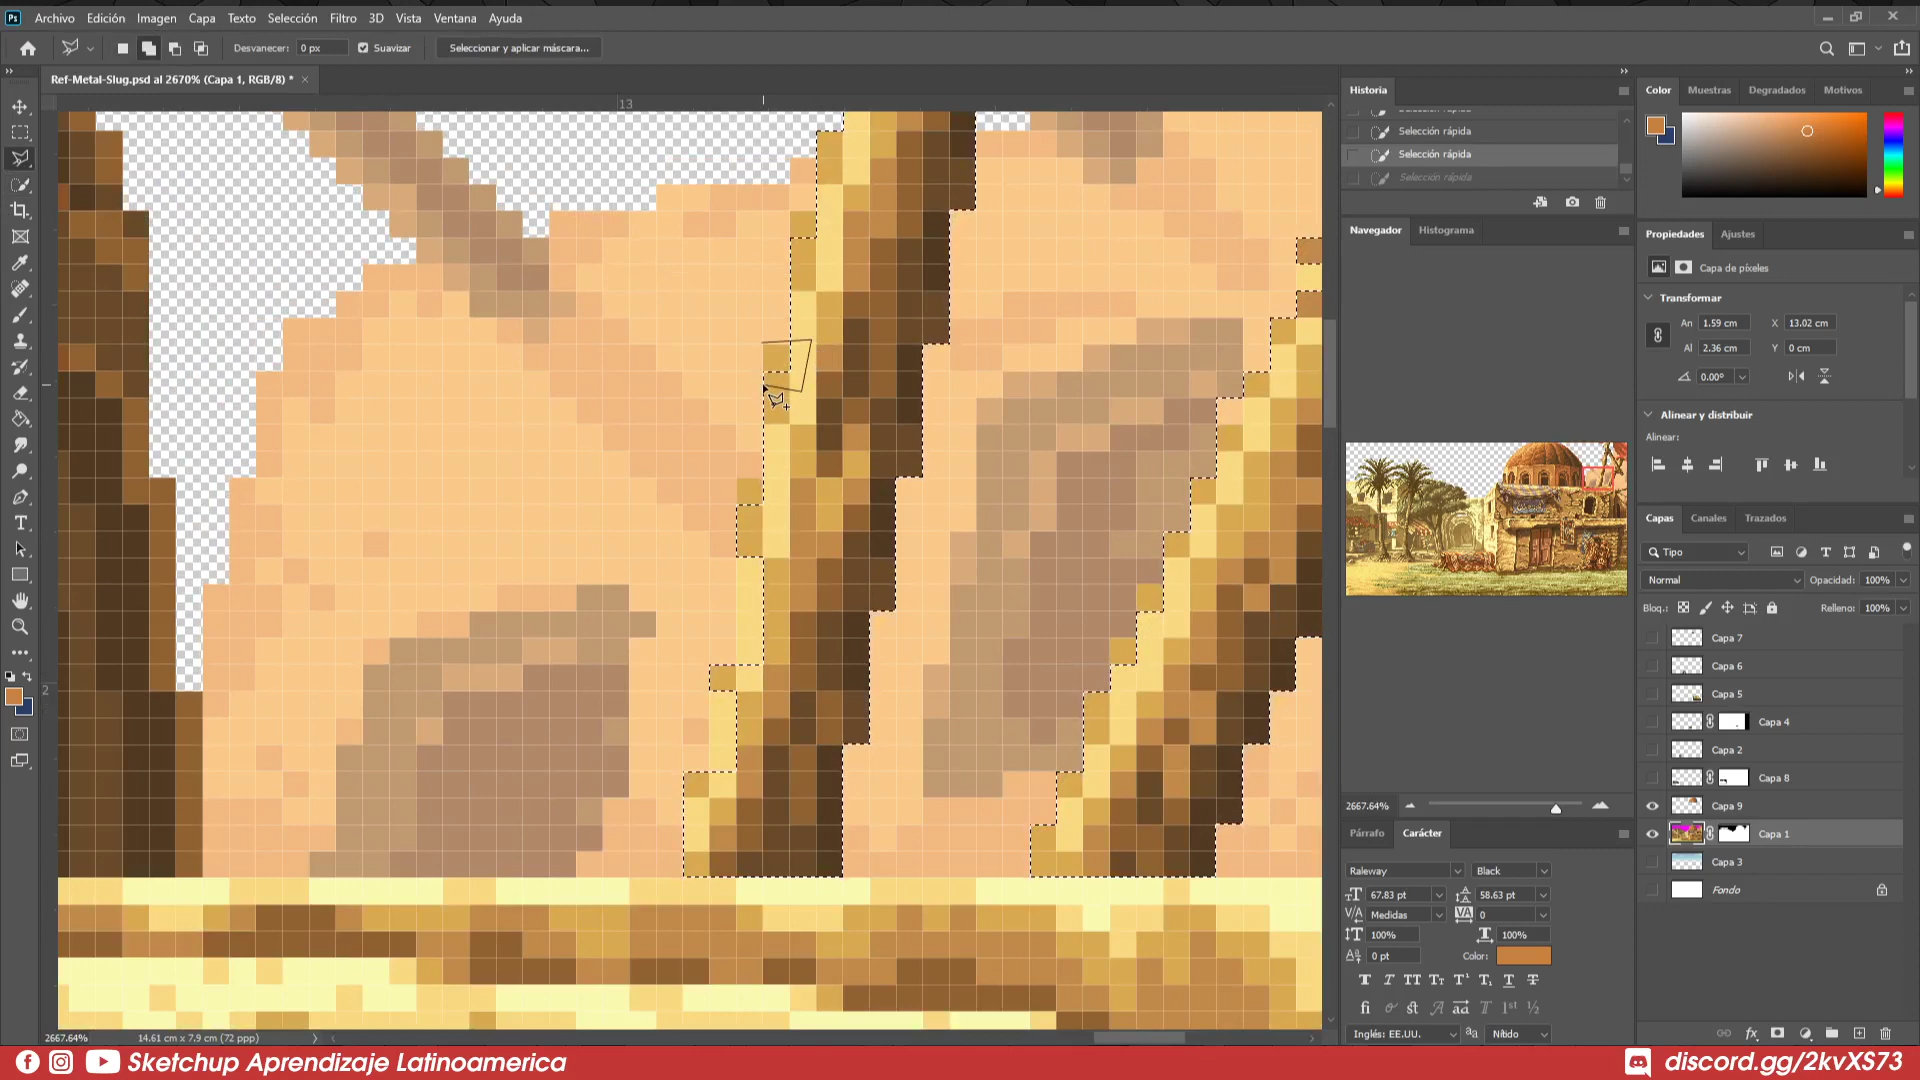 Archivo Edición Imagen Capa Texto Selección Filtro 3D Vista Ventana Ayuda
Desvanecer: 0 px Suavizar Seleccionar y aplicar máscara...
Ref-Metal-Slug.psd al 2670% (Capa 1, RGB/8) * ×
13
2
Historia
Selección rápida
Selección rápida
Selección rápida
Navegador Histograma
2667.64%
Párrafo Carácter
Raleway Black
67.83 pt 58.63 pt
Medidas 0
100% 100%
0 pt Color:
Inglés: EE.UU. Nítido
Color Muestras Degradados Motivos
Propiedades Ajustes
Capa de píxeles
Transformar
An 1.59 cm X 13.02 cm
Al 2.36 cm Y 0 cm
0.00°
Alinear y distribuir
Alinear:
Capas Canales Trazados
Tipo
Normal Opacidad: 100%
Bloq.: Relleno: 100%
Capa 7
Capa 6
Capa 5
Capa 4
Capa 2
Capa 8
Capa 9
Capa 1
Capa 3
Fondo
2667.64% 14.61 cm x 7.9 cm (72 ppp)
Sketchup Aprendizaje Latinoamerica
discord.gg/2kvXS73